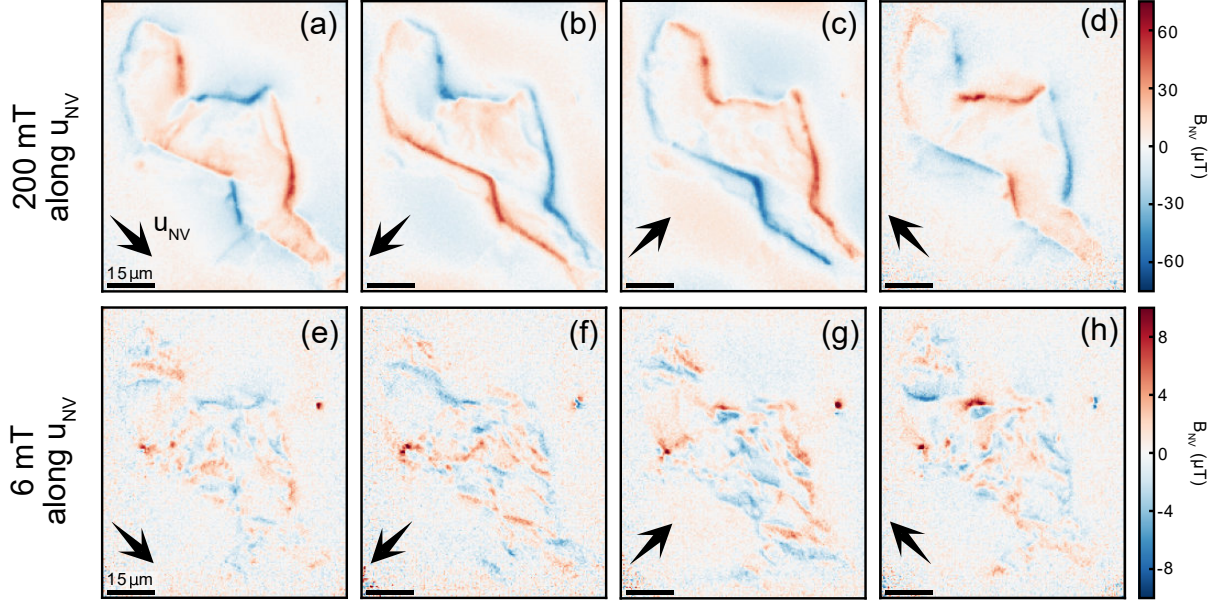 (a)
(b)
(c)
(d)
200 mT
along u_NV
u_NV
15 µm
60
30
0
-30
-60
B_NV (µT)
(e)
(f)
(g)
(h)
6 mT
along u_NV
15 µm
8
4
0
-4
-8
B_NV (µT)